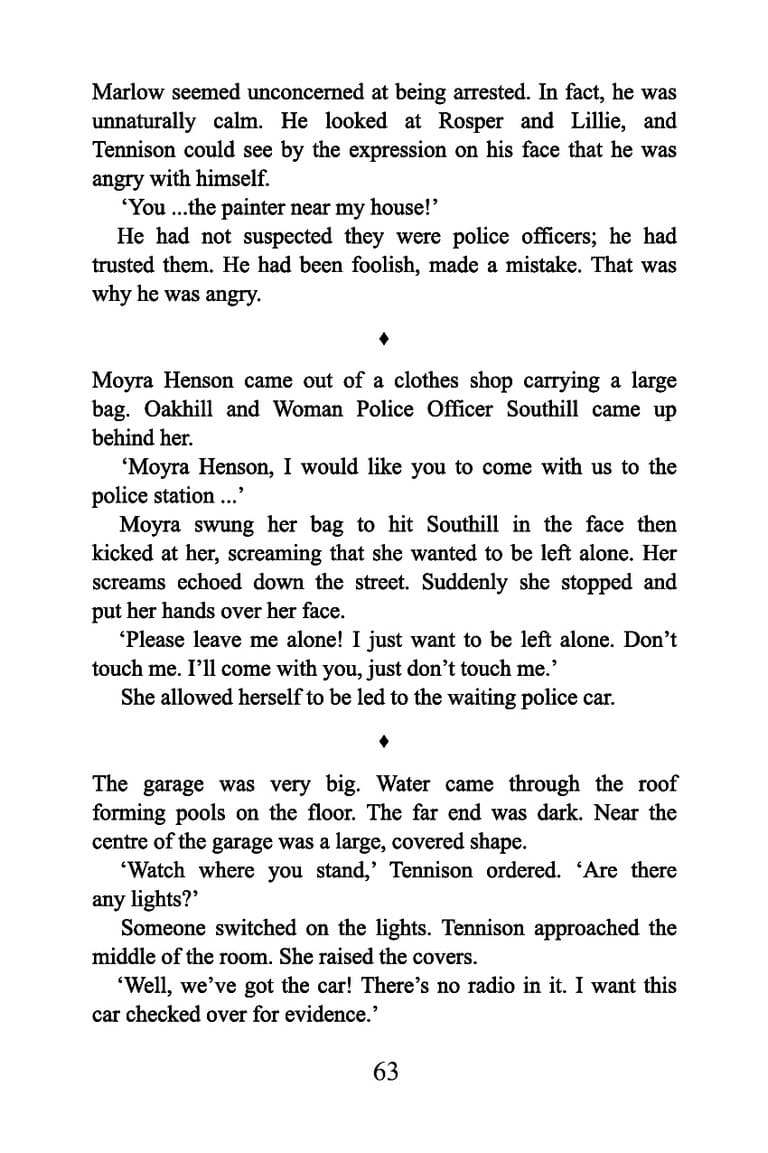 Marlow seemed unconcerned at being arrested. In fact, he was
unnaturally calm. He looked at Rosper and Lillie, and
Tennison could see by the expression on his face that he was
angry with himself.
‘You ...the painter near my house!’
He had not suspected they were police officers; he had
trusted them. He had been foolish, made a mistake. That was
why he was angry.
♦
Moyra Henson came out of a clothes shop carrying a large
bag. Oakhill and Woman Police Officer Southill came up
behind her.
‘Moyra Henson, I would like you to come with us to the
police station ...’
Moyra swung her bag to hit Southill in the face then
kicked at her, screaming that she wanted to be left alone. Her
screams echoed down the street. Suddenly she stopped and
put her hands over her face.
‘Please leave me alone! I just want to be left alone. Don’t
touch me. I’ll come with you, just don’t touch me.’
She allowed herself to be led to the waiting police car.
♦
The garage was very big. Water came through the roof
forming pools on the floor. The far end was dark. Near the
centre of the garage was a large, covered shape.
‘Watch where you stand,’ Tennison ordered. ‘Are there
any lights?’
Someone switched on the lights. Tennison approached the
middle of the room. She raised the covers.
‘Well, we’ve got the car! There’s no radio in it. I want this
car checked over for evidence.’
63